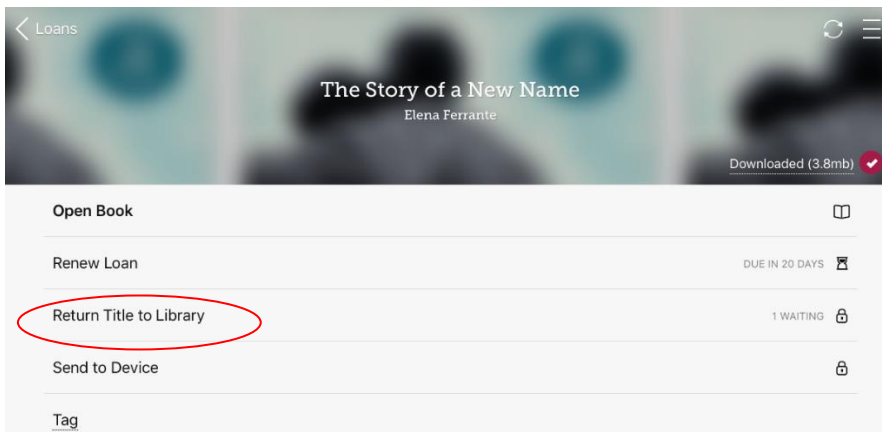 Loans
The Story of a New Name
Elena Ferrante
Downloaded (3.8mb)
Open Book
Renew Loan DUE IN 20 DAYS
Return Title to Library 1 WAITING
Send to Device
Tag